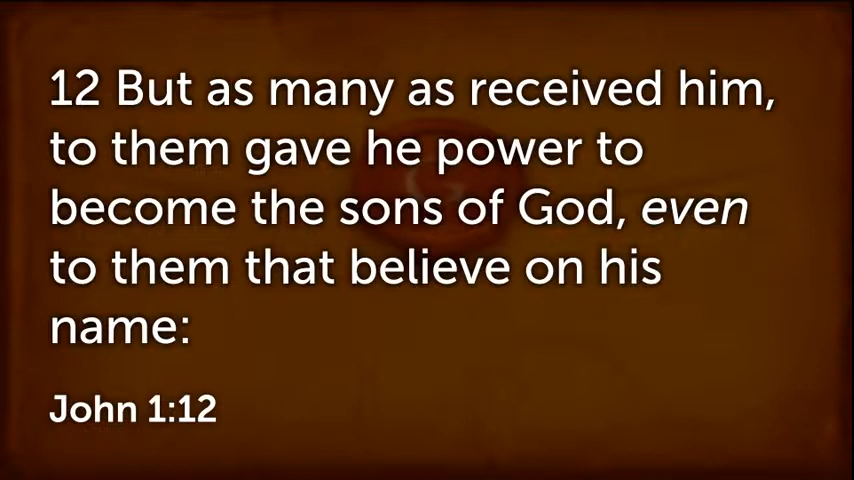 12 But as many as received him,
to them gave he power to
become the sons of God, even
to them that believe on his
name:
John 1:12